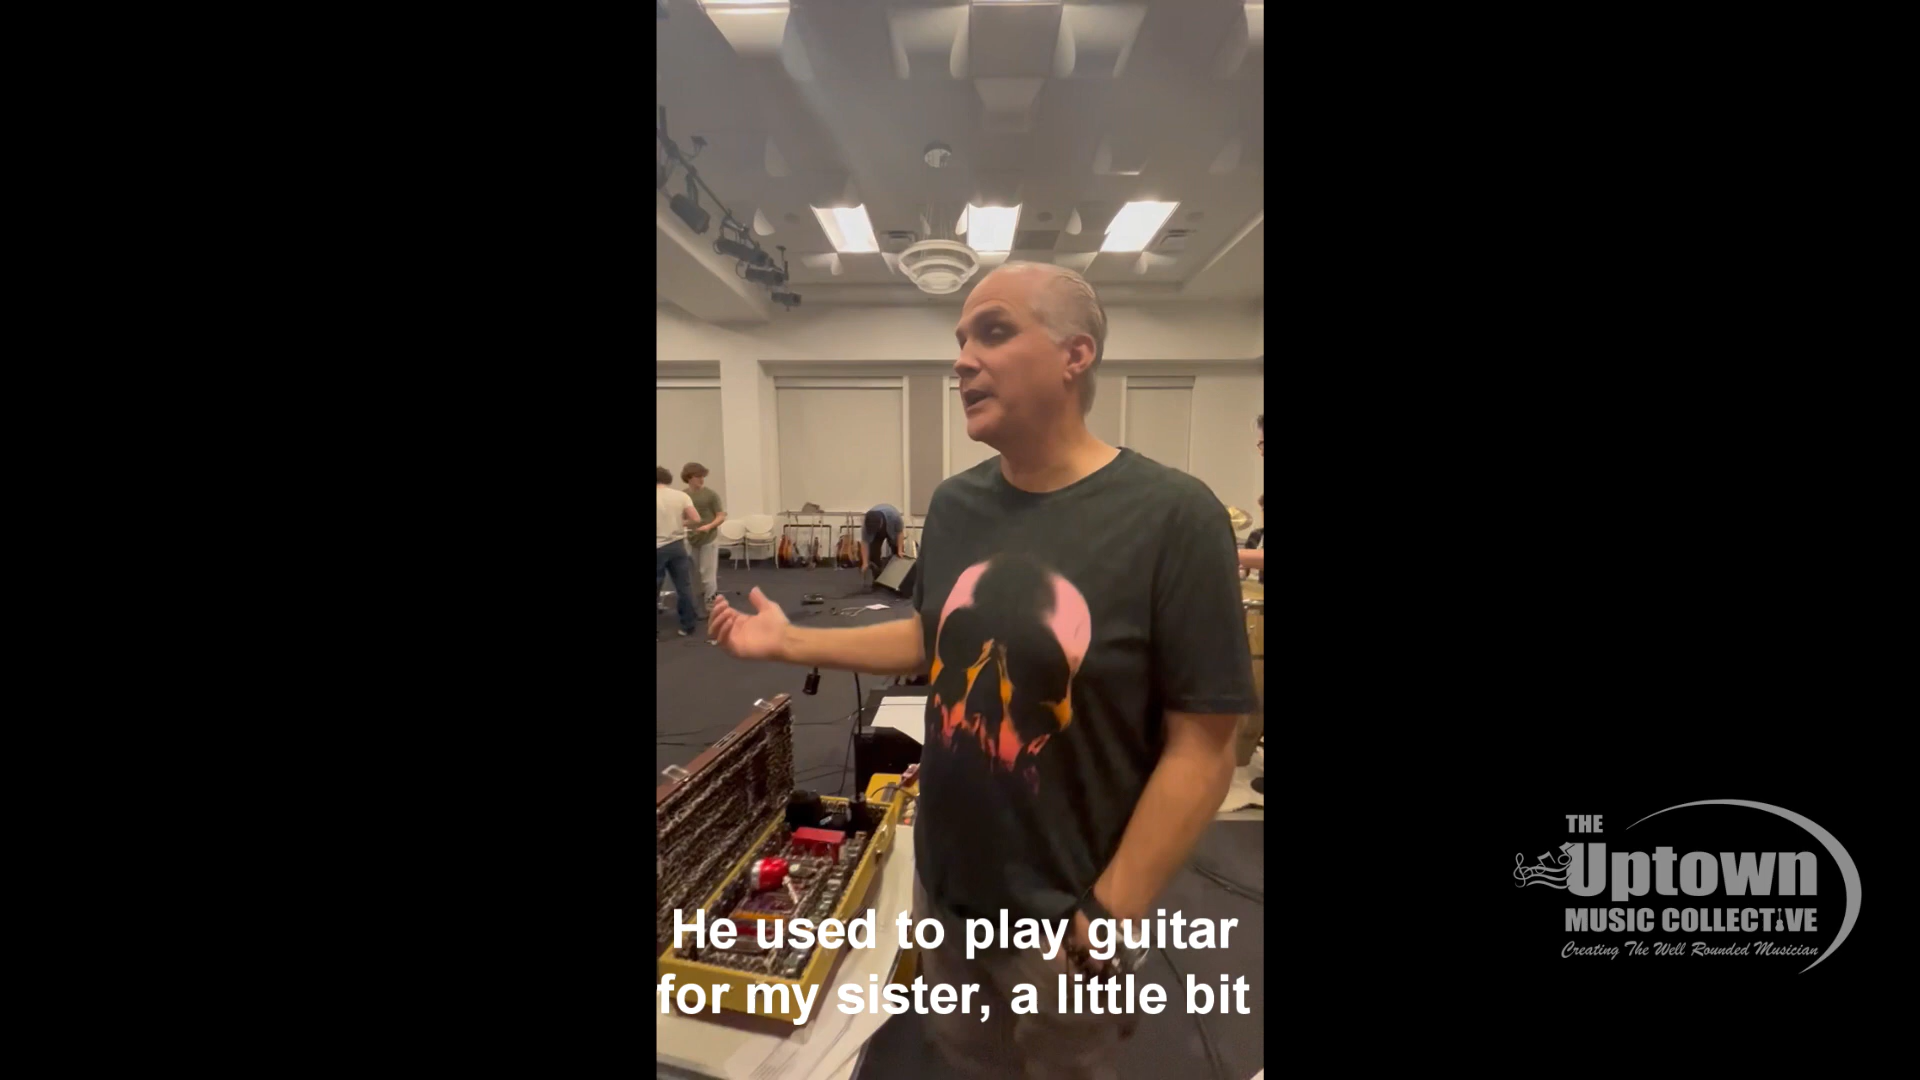 He used to play guitar
for my sister, a little bit
THE
Uptown
MUSIC COLLECTIVE
Creating The Well Rounded Musician